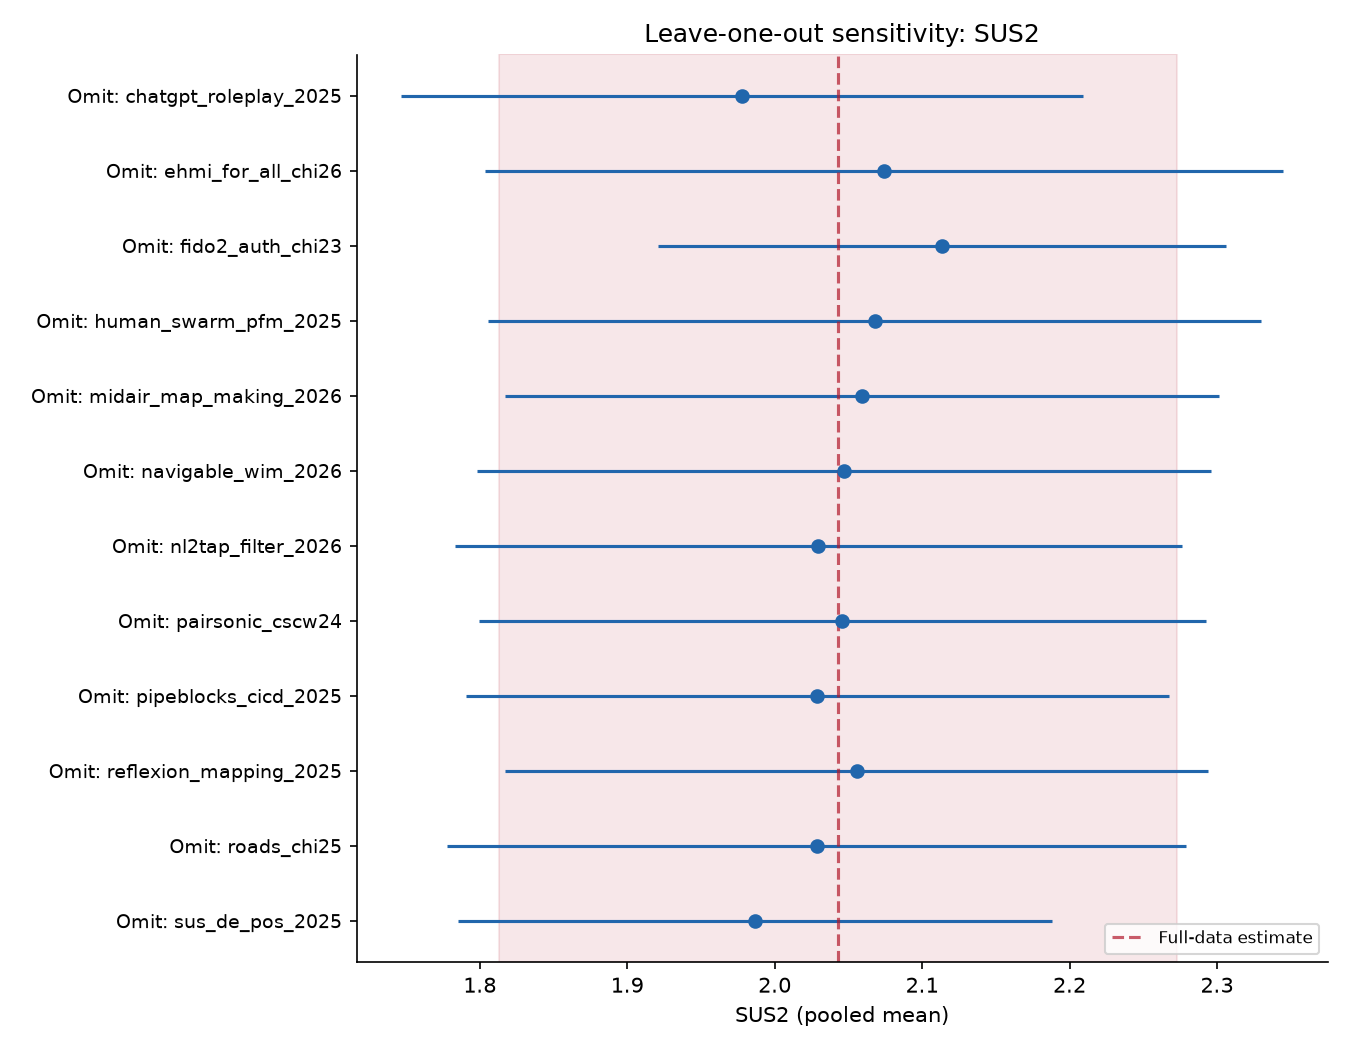 Leave-one-out sensitivity: SUS2
Omit: chatgpt_roleplay_2025
Omit: ehmi_for_all_chi26
Omit: fido2_auth_chi23
Omit: human_swarm_pfm_2025
Omit: midair_map_making_2026
Omit: navigable_wim_2026
Omit: nl2tap_filter_2026
Omit: pairsonic_cscw24
Omit: pipeblocks_cicd_2025
Omit: reflexion_mapping_2025
Omit: roads_chi25
Omit: sus_de_pos_2025
Full-data estimate
1.8 1.9 2.0 2.1 2.2 2.3
SUS2 (pooled mean)